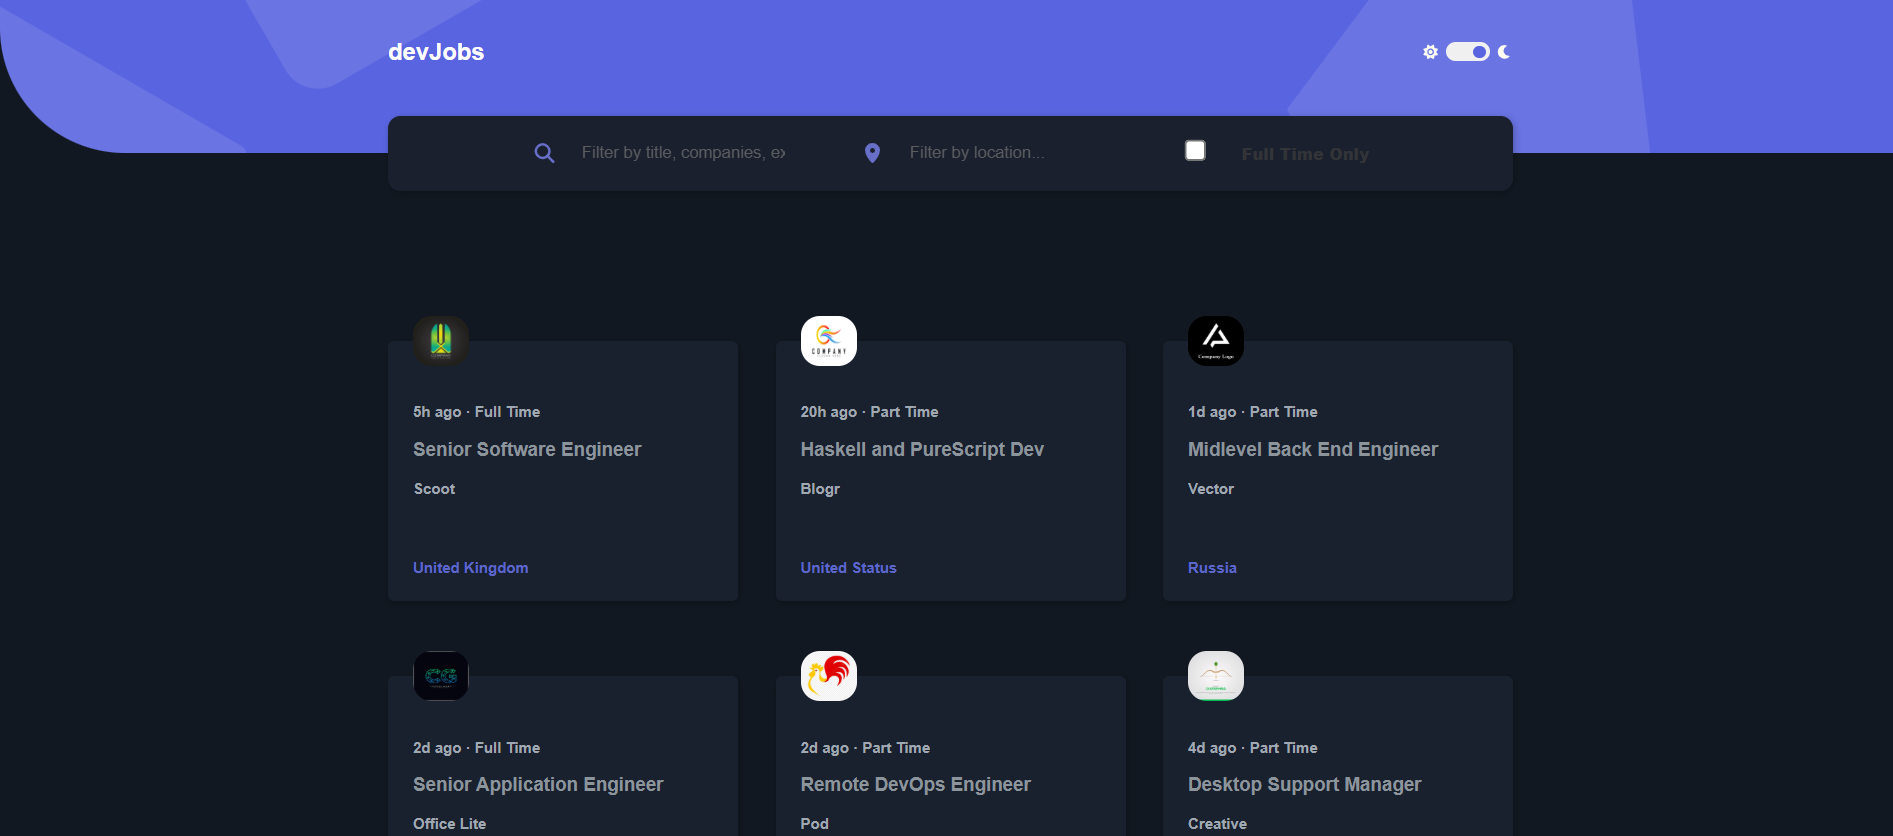 devJobs
Filter by title, companies, ex
Filter by location...
Full Time Only
COMPANY
Company Logo
5h ago · Full Time
20h ago · Part Time
1d ago · Part Time
Senior Software Engineer
Haskell and PureScript Dev
Midlevel Back End Engineer
Scoot
Blogr
Vector
United Kingdom
United Status
Russia
CG
2d ago · Full Time
2d ago · Part Time
4d ago · Part Time
Senior Application Engineer
Remote DevOps Engineer
Desktop Support Manager
Office Lite
Pod
Creative